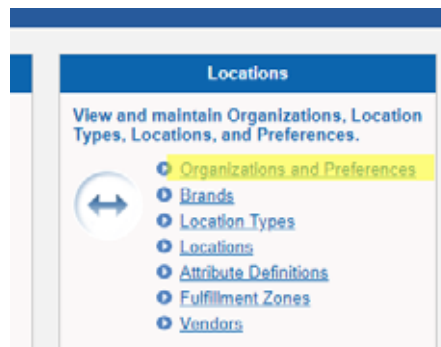 Locations
View and maintain Organizations, Location
Types, Locations, and Preferences.
Organizations and Preferences
Brands
Location Types
Locations
Attribute Definitions
Fulfillment Zones
Vendors